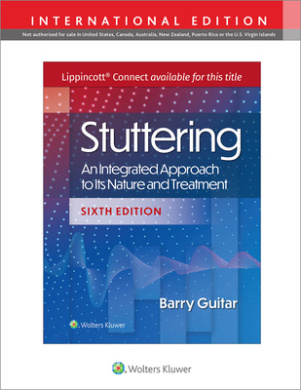 INTERNATIONAL EDITION
Not authorised for sale in United States, Canada, Australia, New Zealand, Puerto Rico or the U.S. Virgin Islands
Lippincott® Connect available for this title
Stuttering
An Integrated Approach
to Its Nature and Treatment
SIXTH EDITION
Barry Guitar
Wolters Kluwer
Wolters Kluwer